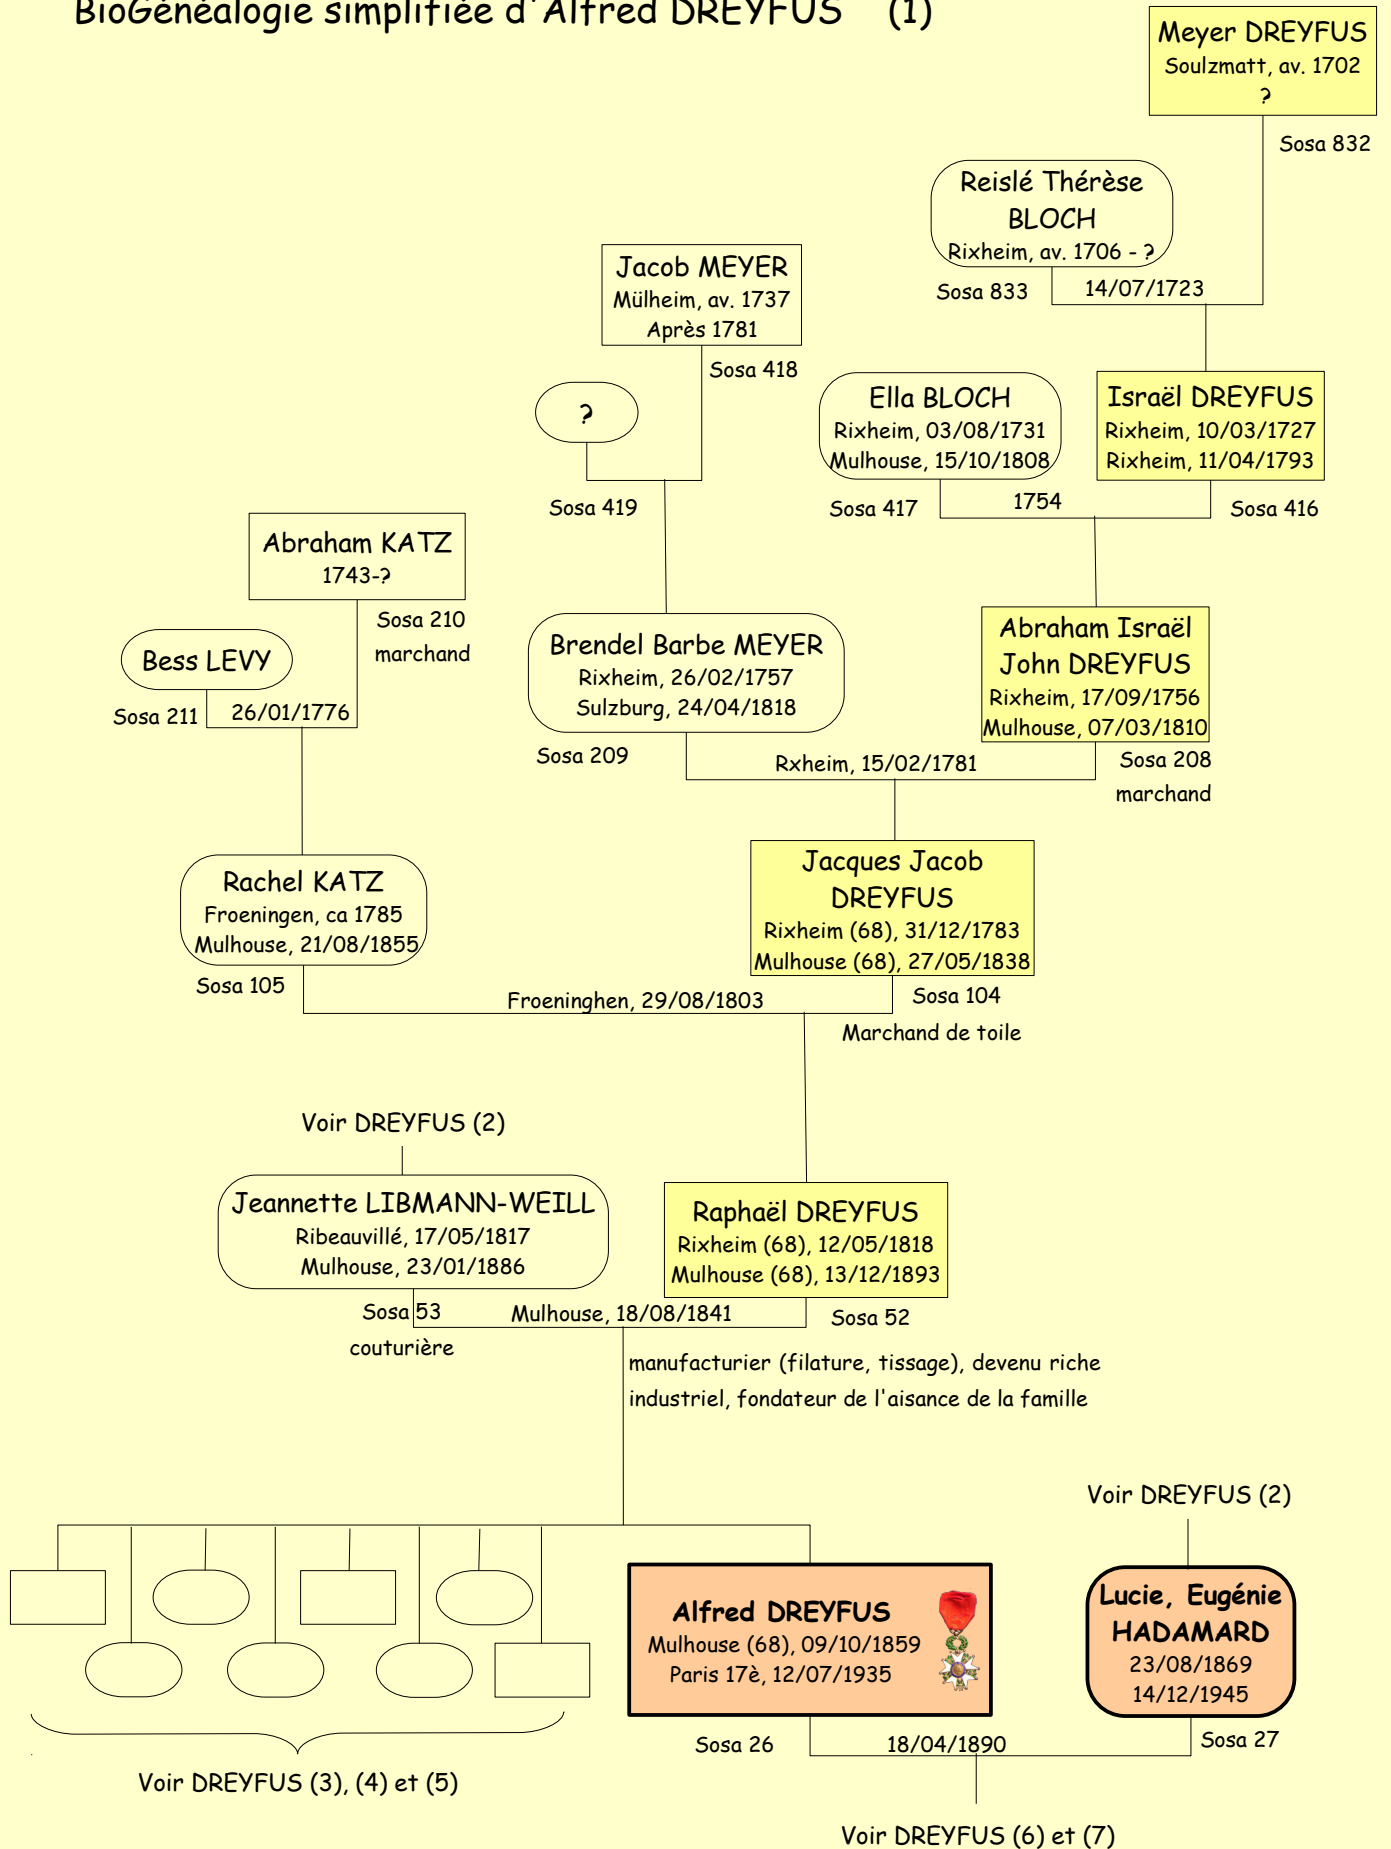 BioGénéalogie simplifiée d'Alfred DREYFUS (1)
Meyer DREYFUS
Soulzmatt, av. 1702
?
Sosa 832
Reislé Thérèse
BLOCH
Rixheim, av. 1706 - ?
Sosa 833
14/07/1723
Jacob MEYER
Mülheim, av. 1737
Après 1781
Sosa 418
?
Sosa 419
Ella BLOCH
Rixheim, 03/08/1731
Mulhouse, 15/10/1808
Sosa 417
1754
Israël DREYFUS
Rixheim, 10/03/1727
Rixheim, 11/04/1793
Sosa 416
Abraham KATZ
1743-?
Sosa 210
marchand
Bess LEVY
Sosa 211
26/01/1776
Brendel Barbe MEYER
Rixheim, 26/02/1757
Sulzburg, 24/04/1818
Sosa 209
Rxheim, 15/02/1781
Abraham Israël
John DREYFUS
Rixheim, 17/09/1756
Mulhouse, 07/03/1810
Sosa 208
marchand
Rachel KATZ
Froeningen, ca 1785
Mulhouse, 21/08/1855
Sosa 105
Froeninghen, 29/08/1803
Jacques Jacob
DREYFUS
Rixheim (68), 31/12/1783
Mulhouse (68), 27/05/1838
Sosa 104
Marchand de toile
Voir DREYFUS (2)
Jeannette LIBMANN-WEILL
Ribeauvillé, 17/05/1817
Mulhouse, 23/01/1886
Sosa 53
couturière
Mulhouse, 18/08/1841
Raphaël DREYFUS
Rixheim (68), 12/05/1818
Mulhouse (68), 13/12/1893
Sosa 52
manufacturier (filature, tissage), devenu riche
industriel, fondateur de l'aisance de la famille
Voir DREYFUS (2)
Alfred DREYFUS
Mulhouse (68), 09/10/1859
Paris 17è, 12/07/1935
Sosa 26
18/04/1890
Lucie, Eugénie
HADAMARD
23/08/1869
14/12/1945
Sosa 27
Voir DREYFUS (3), (4) et (5)
Voir DREYFUS (6) et (7)